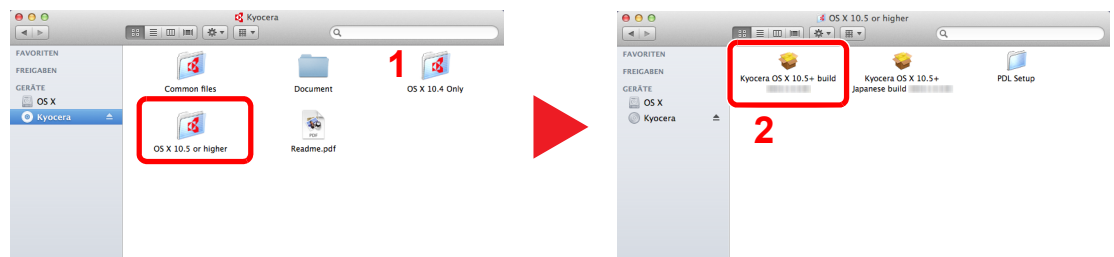 Kyocera
FAVORITEN
FREIGABEN
GERÄTE
OS X
Kyocera
Common files
Document
1
OS X 10.4 Only
OS X 10.5 or higher
PDF
Readme.pdf
OS X 10.5 or higher
FAVORITEN
FREIGABEN
GERÄTE
OS X
Kyocera
Kyocera OS X 10.5+ build
Kyocera OS X 10.5+
Japanese build
PDL Setup
2